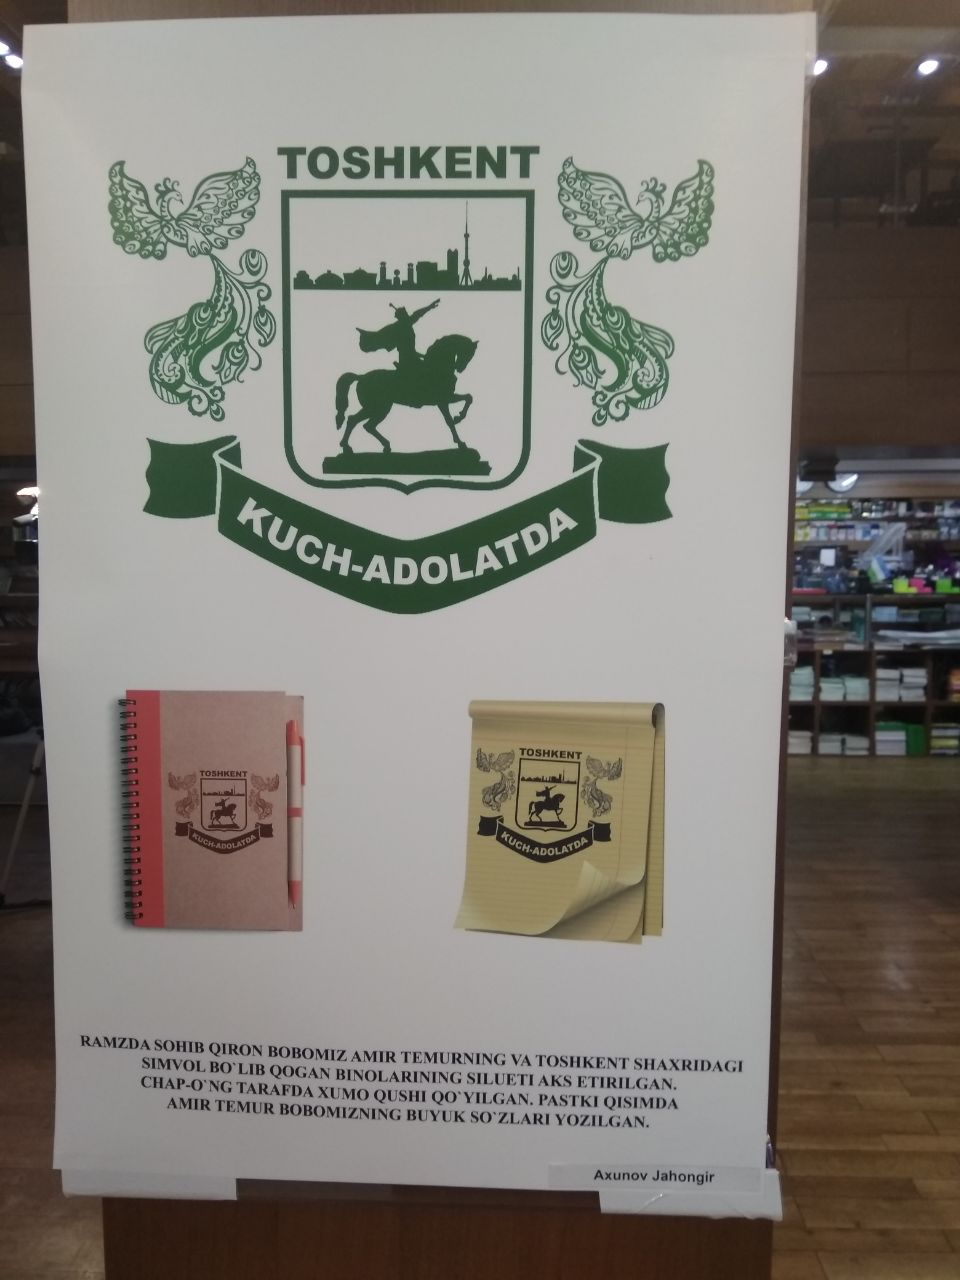 TOSHKENT
KUCH-ADOLATDA
TOSHKENT
KUCH-ADOLATDA
TOSHKENT
KUCH-ADOLATDA
RAMZDA SOHIB QIRON BOBOMIZ AMIR TEMURNING VA TOSHKENT SHAXRIDAGI
SIMVOL BO`LIB QOGAN BINOLARINING SILUETI AKS ETIRILGAN.
CHAP-O`NG TARAFDA XUMO QUSHI QO`YILGAN. PASTKI QISIMDA
AMIR TEMUR BOBOMIZNING BUYUK SO`ZLARI YOZILGAN.
Axunov Jahongir